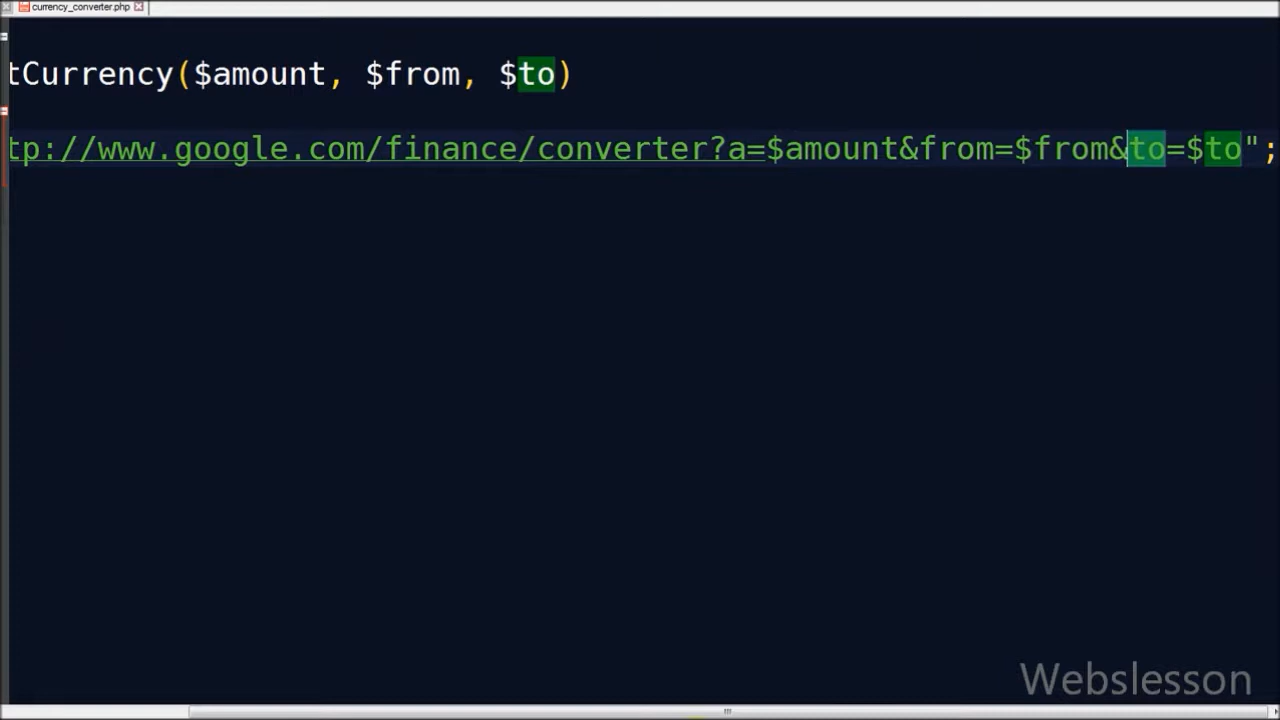 currency_converter.php
tCurrency($amount, $from, $to)
tp://www.google.com/finance/converter?a=$amount&from=$from&to=$to";
Webslesson